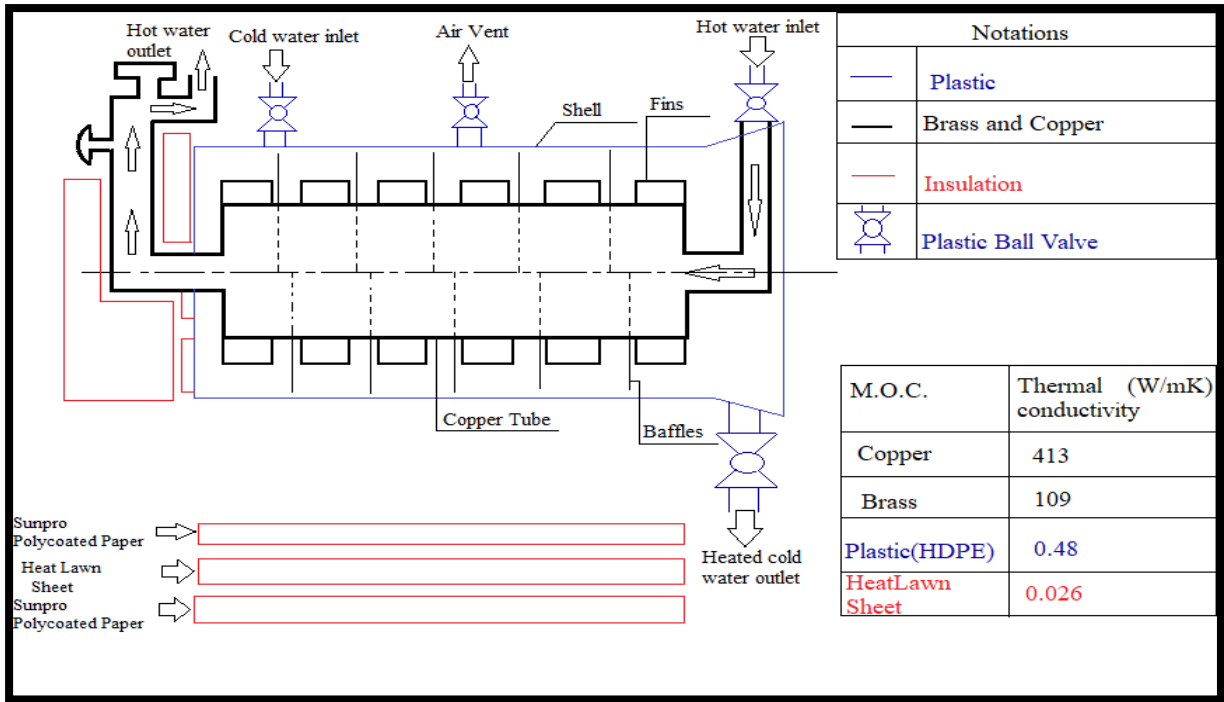 Hot water
outlet
Cold water inlet
Air Vent
Hot water inlet
Shell
Fins
Copper Tube
Baffles
Heated cold
water outlet
Sunpro
Polycoated Paper
Heat Lawn
Sheet
Sunpro
Polycoated Paper
Notations
Plastic
Brass and Copper
Insulation
Plastic Ball Valve
M.O.C.
Thermal (W/mK)
conductivity
Copper
413
Brass
109
Plastic(HDPE)
0.48
HeatLawn
Sheet
0.026